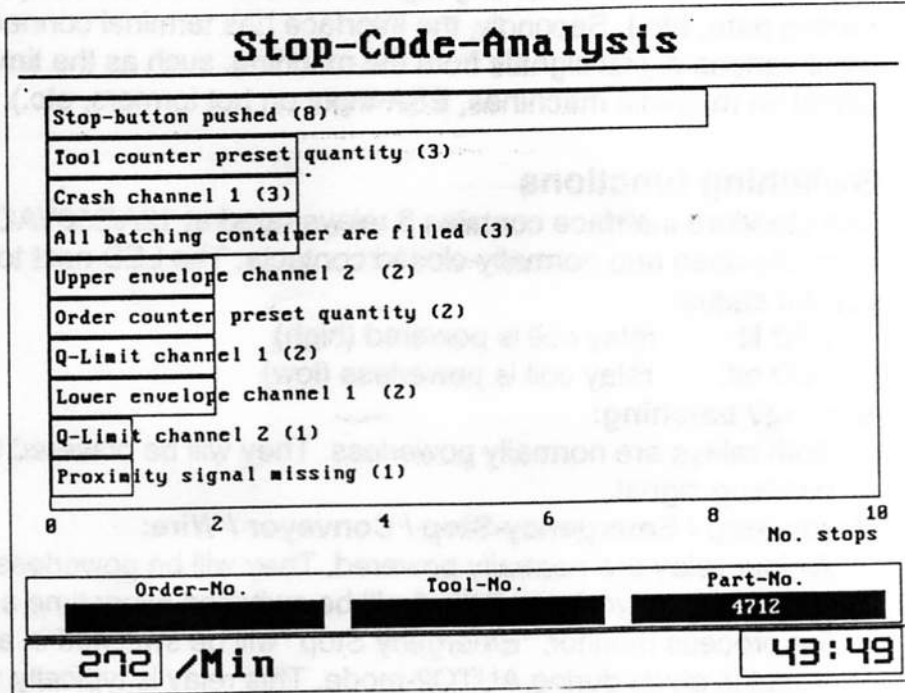 Stop-Code-Analysis
Stop-button pushed (8)
Tool counter preset quantity (3)
Crash channel 1 (3)
All batching container are filled (3)
Upper envelope channel 2 (2)
Order counter preset quantity (2)
Q-Limit channel 1 (2)
Lower envelope channel 1 (2)
Q-Limit channel 2 (1)
Proximity signal missing (1)
0 2 4 6 8 10
No. stops
Order-No. Tool-No. Part-No.
4712
272 /Min 43:49